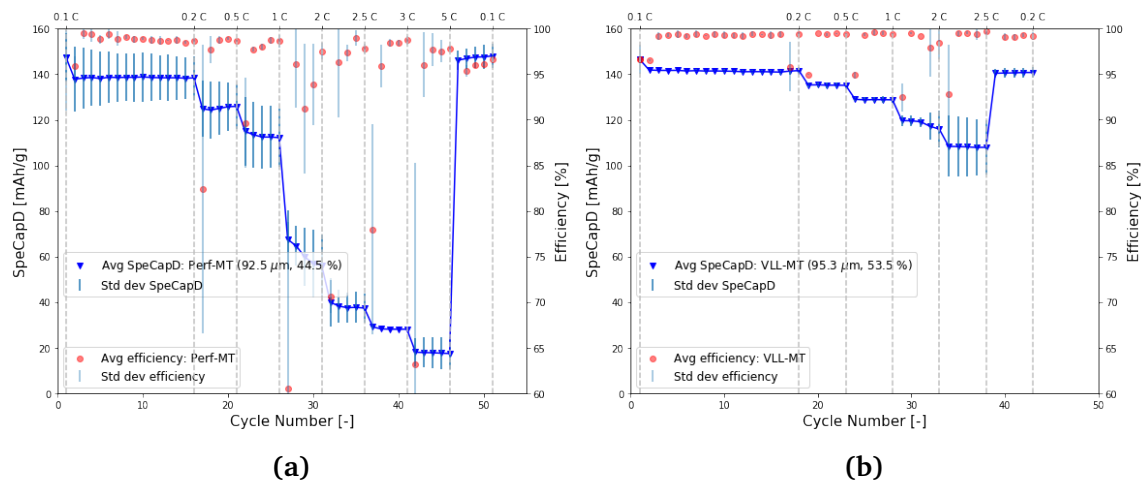 0.1 C 0.2 C 0.5 C 1 C 2 C 2.5 C 3 C 5 C 0.1 C
160
140
120
100
80
60
40
20
0
SpeCapD [mAh/g]
100
95
90
85
80
75
70
65
60
Efficiency [%]
Avg SpeCapD: Perf-MT (92.5 μm, 44.5 %)
Std dev SpeCapD
Avg efficiency: Perf-MT
Std dev efficiency
0 10 20 30 40 50
Cycle Number [-]
(a)
0.1 C 0.2 C 0.5 C 1 C 2 C 2.5 C 0.2 C
160
140
120
100
80
60
40
20
0
SpeCapD [mAh/g]
100
95
90
85
80
75
70
65
60
Efficiency [%]
Avg SpeCapD: VLL-MT (95.3 μm, 53.5 %)
Std dev SpeCapD
Avg efficiency: VLL-MT
Std dev efficiency
0 10 20 30 40 50
Cycle Number [-]
(b)